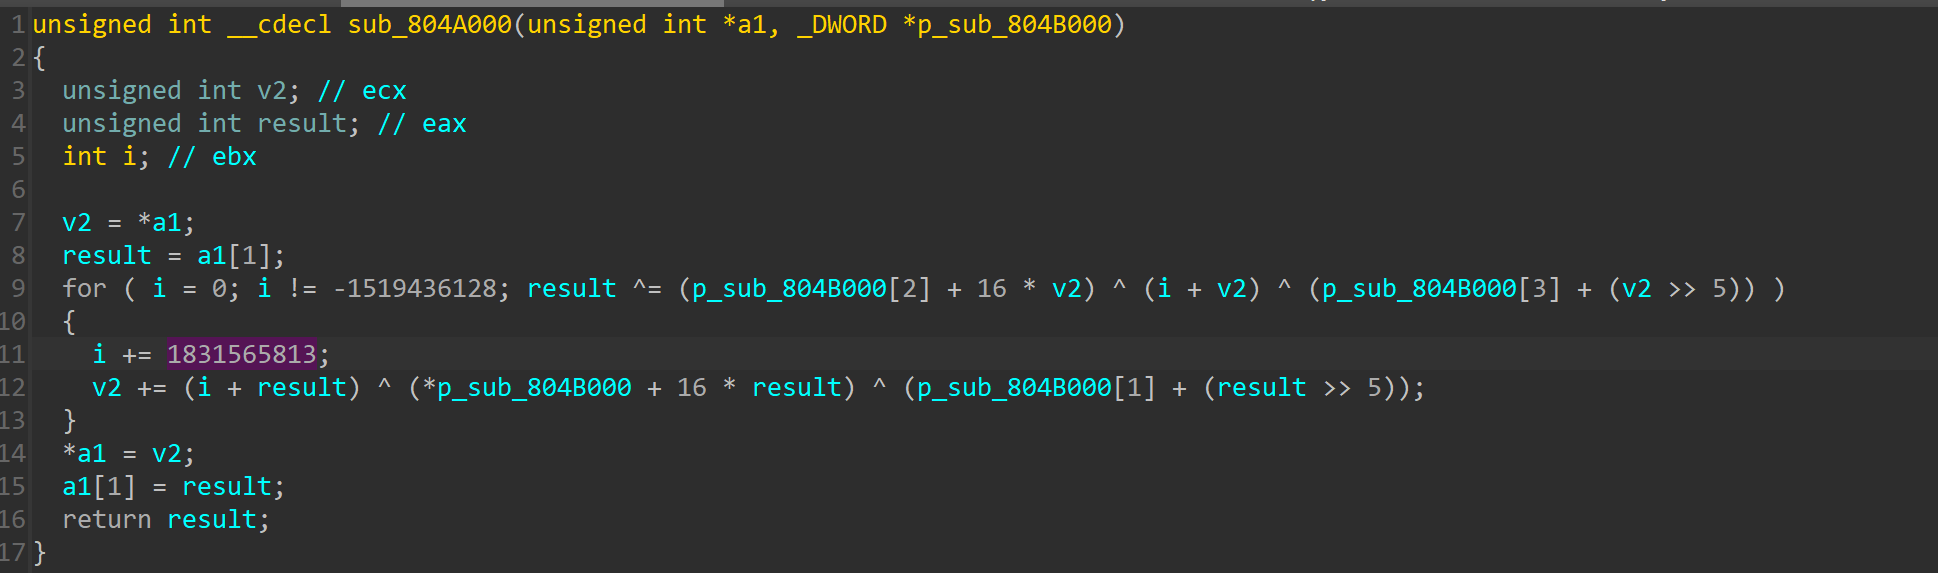 1 unsigned int __cdecl sub_804A000(unsigned int *a1, _DWORD *p_sub_804B000)
2 {
3   unsigned int v2; // ecx
4   unsigned int result; // eax
5   int i; // ebx
6
7   v2 = *a1;
8   result = a1[1];
9   for ( i = 0; i != -1519436128; result ^= (p_sub_804B000[2] + 16 * v2) ^ (i + v2) ^ (p_sub_804B000[3] + (v2 >> 5)) )
10   {
11     i += 1831565813;
12     v2 += (i + result) ^ (*p_sub_804B000 + 16 * result) ^ (p_sub_804B000[1] + (result >> 5));
13   }
14   *a1 = v2;
15   a1[1] = result;
16   return result;
17 }